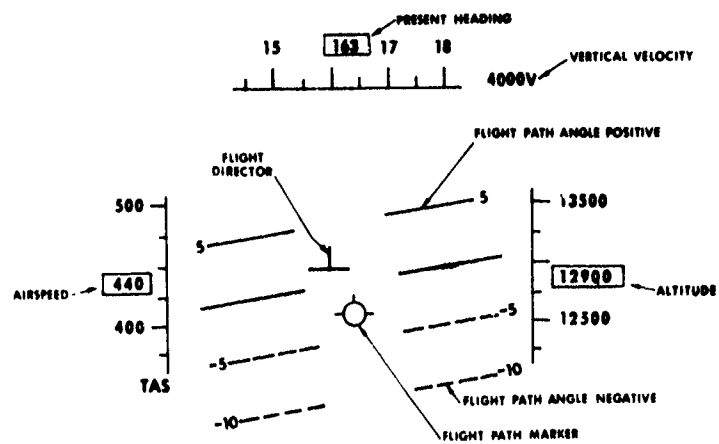 PRESENT HEADING
15 163 17 18
4000V
VERTICAL VELOCITY
FLIGHT PATH ANGLE POSITIVE
FLIGHT
DIRECTOR
500
5
5
13500
AIRSPEED
440
12900
ALTITUDE
400
-5
-5
12500
TAS
-10
-10
FLIGHT PATH ANGLE NEGATIVE
FLIGHT PATH MARKER